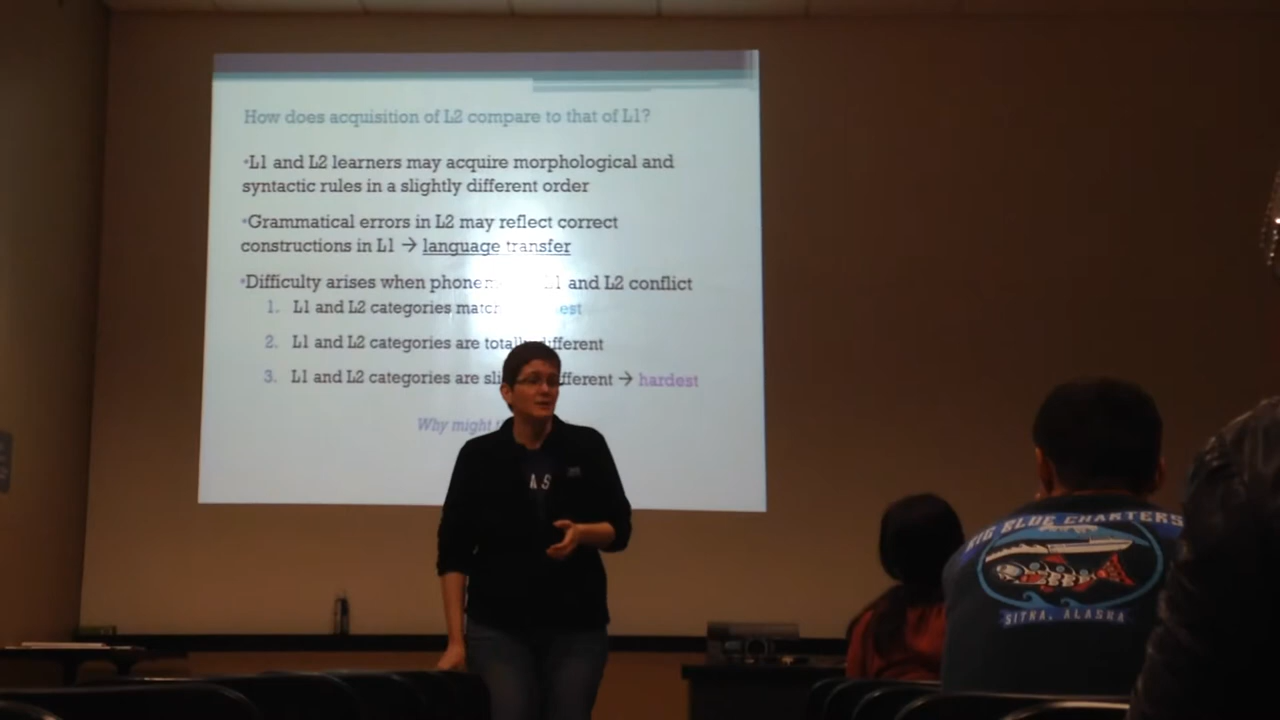 How does acquisition of L2 compare to that of L1?
•L1 and L2 learners may acquire morphological and
syntactic rules in a slightly different order
•Grammatical errors in L2 may reflect correct
constructions in L1 → language transfer
•Difficulty arises when L1 and L2 conflict
1. L1 and L2 categories
2. L1 and L2 categories are different
3. L1 and L2 categories are → hardest
Why might
BIG BLUE CHARTERS
SITKA, ALASKA